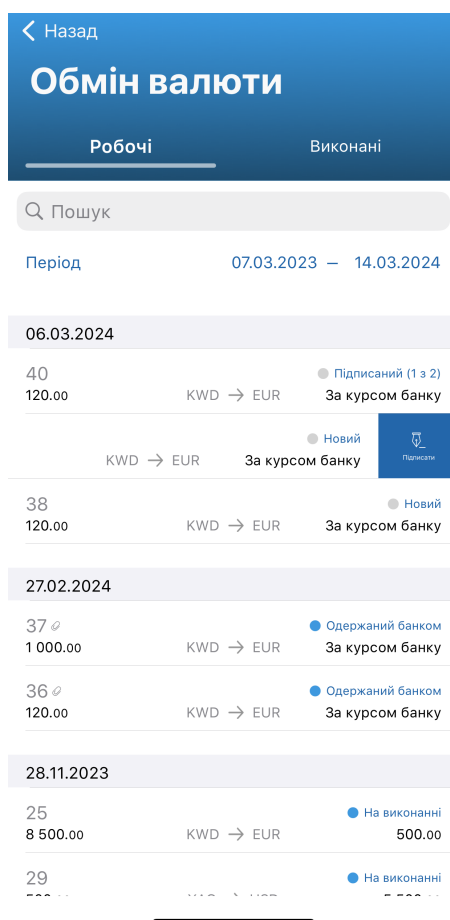 Назад
Обмін валюти
Робочі Виконані
Пошук
Період 07.03.2023 – 14.03.2024
06.03.2024
40 Підписаний (1 з 2)
120.00 KWD → EUR За курсом банку
Новий
KWD → EUR За курсом банку
Підписати
38 Новий
120.00 KWD → EUR За курсом банку
27.02.2024
37 Одержаний банком
1 000.00 KWD → EUR За курсом банку
36 Одержаний банком
120.00 KWD → EUR За курсом банку
28.11.2023
25 На виконанні
8 500.00 KWD → EUR 500.00
29 На виконанні